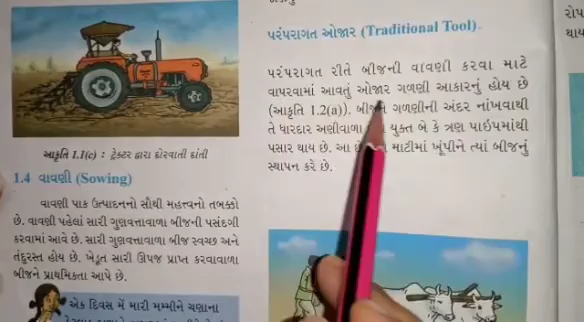 આકૃતિ 1.1(c) : ટ્રેક્ટર દ્વારા દોરવાતી દાંતી
1.4 વાવણી (Sowing)
વાવણી પાક ઉત્પાદનનો સૌથી મહત્ત્વનો તબક્કો
છે. વાવણી પહેલાં સારી ગુણવત્તાવાળા બીજની પસંદગી
કરવામાં આવે છે. સારી ગુણવત્તાવાળા બીજ સ્વચ્છ અને
તંદુરસ્ત હોય છે. ખેડૂત સારી ઊપજ પ્રાપ્ત કરવાવાળા
બીજને પ્રાથમિકતા આપે છે.
એક દિવસ મેં મારી મમ્મીને ચણાના
પરંપરાગત ઓજાર (Traditional Tool)
પરંપરાગત રીતે બીજની વાવણી કરવા માટે
વાપરવામાં આવતું ઓજાર ગળણી આકારનું હોય છે
(આકૃતિ 1.2(a)). ગળણીની અંદર નાંખવાથી
તે ધારદાર અણીવાળા યુક્ત બે કે ત્રણ પાઇપમાંથી
પસાર થાય છે. આ માટીમાં ખૂંપીને ત્યાં બીજનું
સ્થાપન કરે છે.
રોપ
થાય